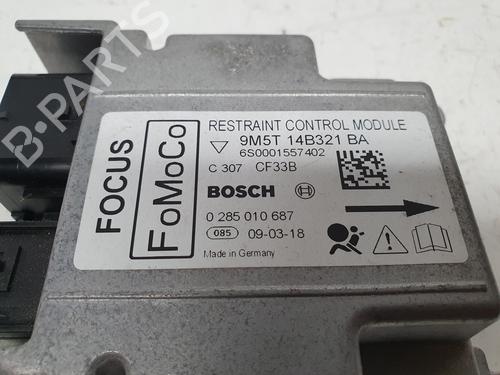 B-PARTS
FOCUS
FoMoCo
RESTRAINT CONTROL MODULE
9M5T 14B321 BA
6S0001557402
C 307 CF33B
BOSCH
0 285 010 687
085 09-03-18
Made in Germany